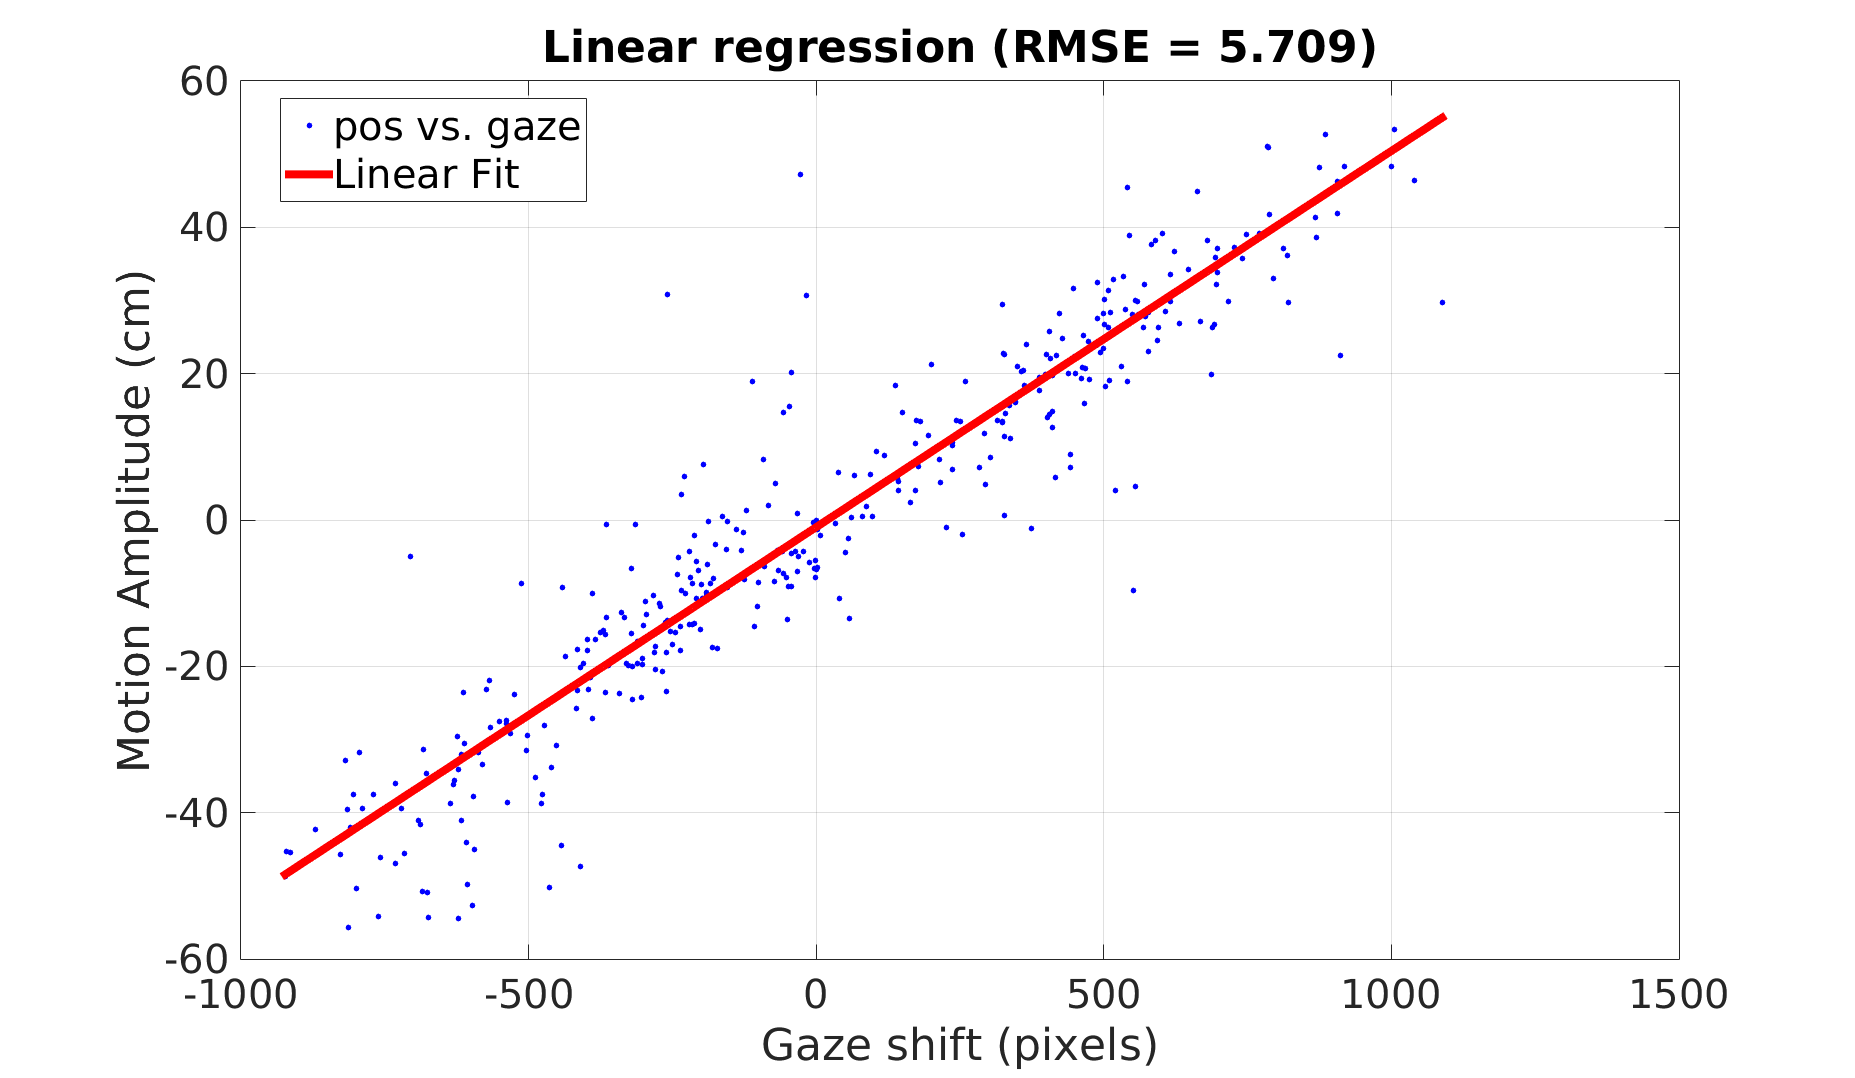 Linear regression (RMSE = 5.709)
pos vs. gaze
Linear Fit
60
40
20
0
-20
-40
-60
Motion Amplitude (cm)
-1000 -500 0 500 1000 1500
Gaze shift (pixels)